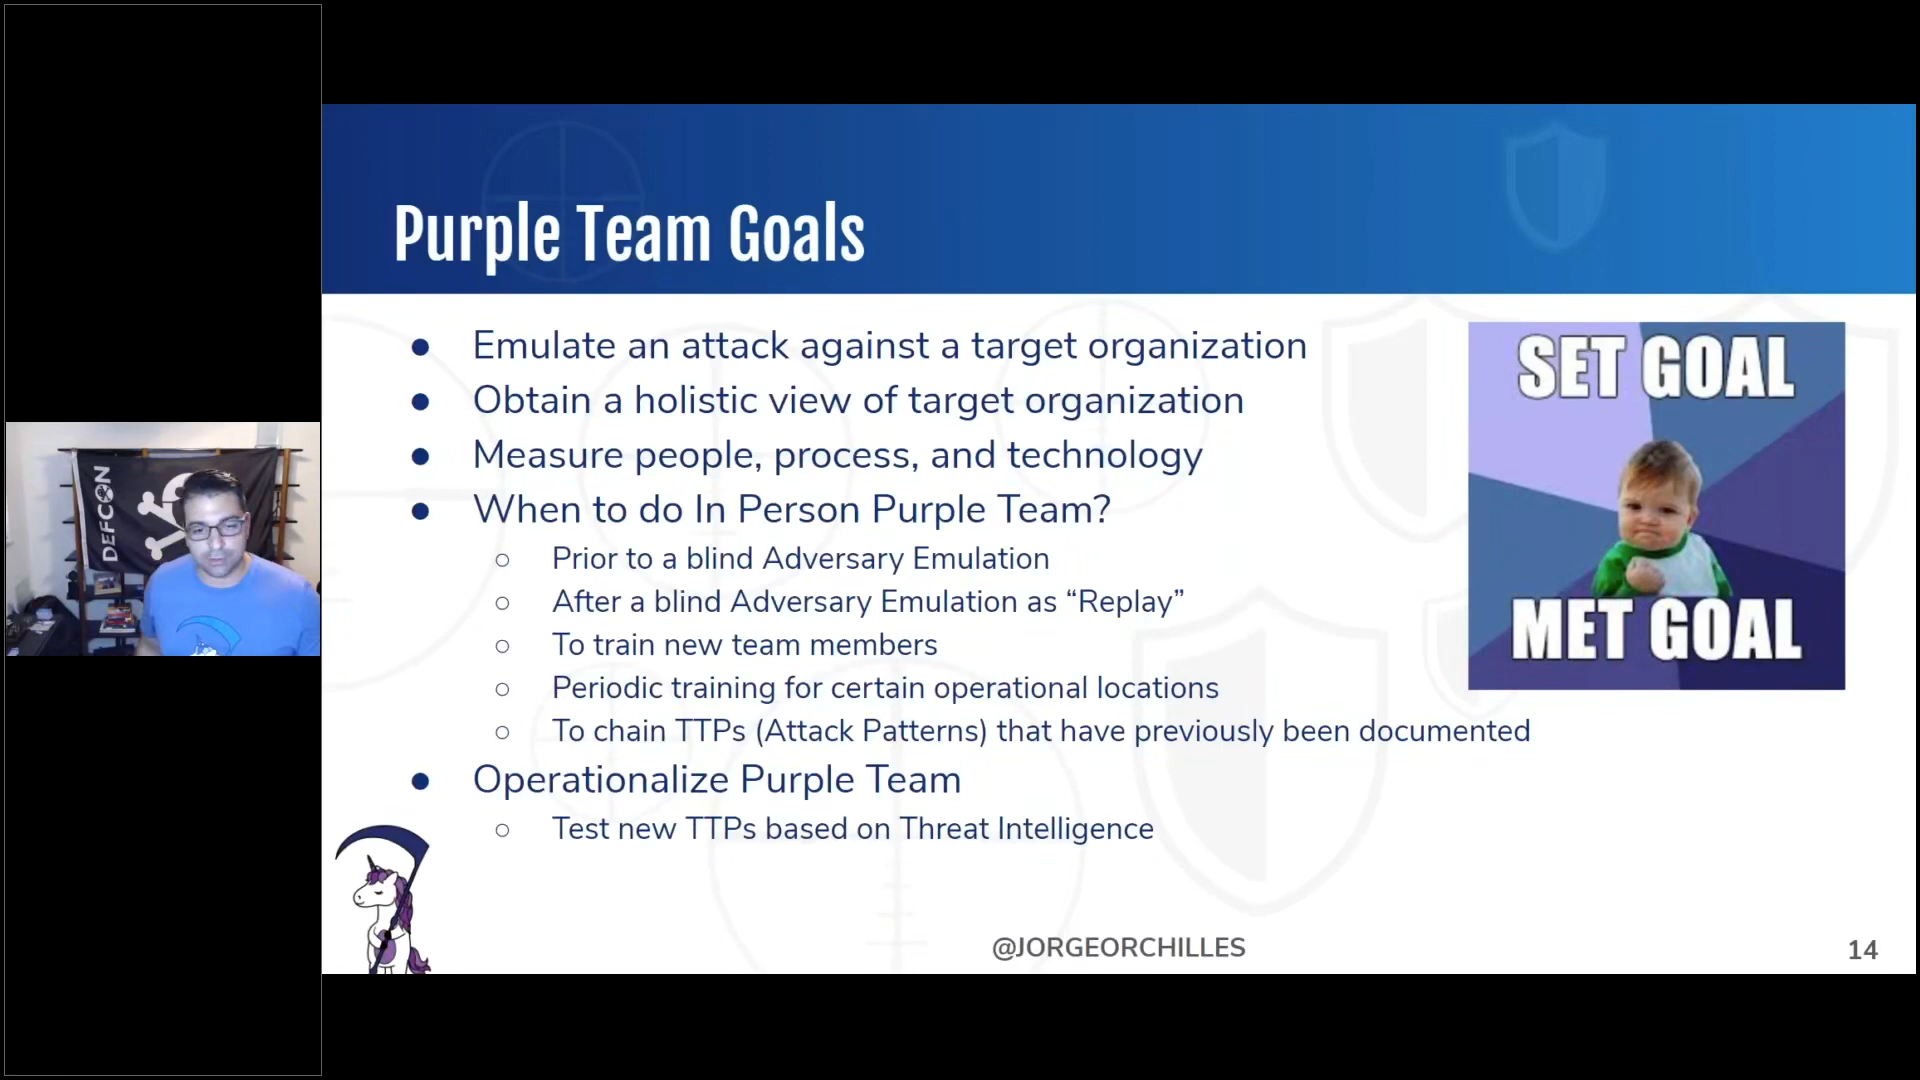 Purple Team Goals
● Emulate an attack against a target organization
● Obtain a holistic view of target organization
● Measure people, process, and technology
● When to do In Person Purple Team?
○ Prior to a blind Adversary Emulation
○ After a blind Adversary Emulation as “Replay”
○ To train new team members
○ Periodic training for certain operational locations
○ To chain TTPs (Attack Patterns) that have previously been documented
● Operationalize Purple Team
○ Test new TTPs based on Threat Intelligence
SET GOAL
MET GOAL
DEFCON
@JORGEORCHILLES
14